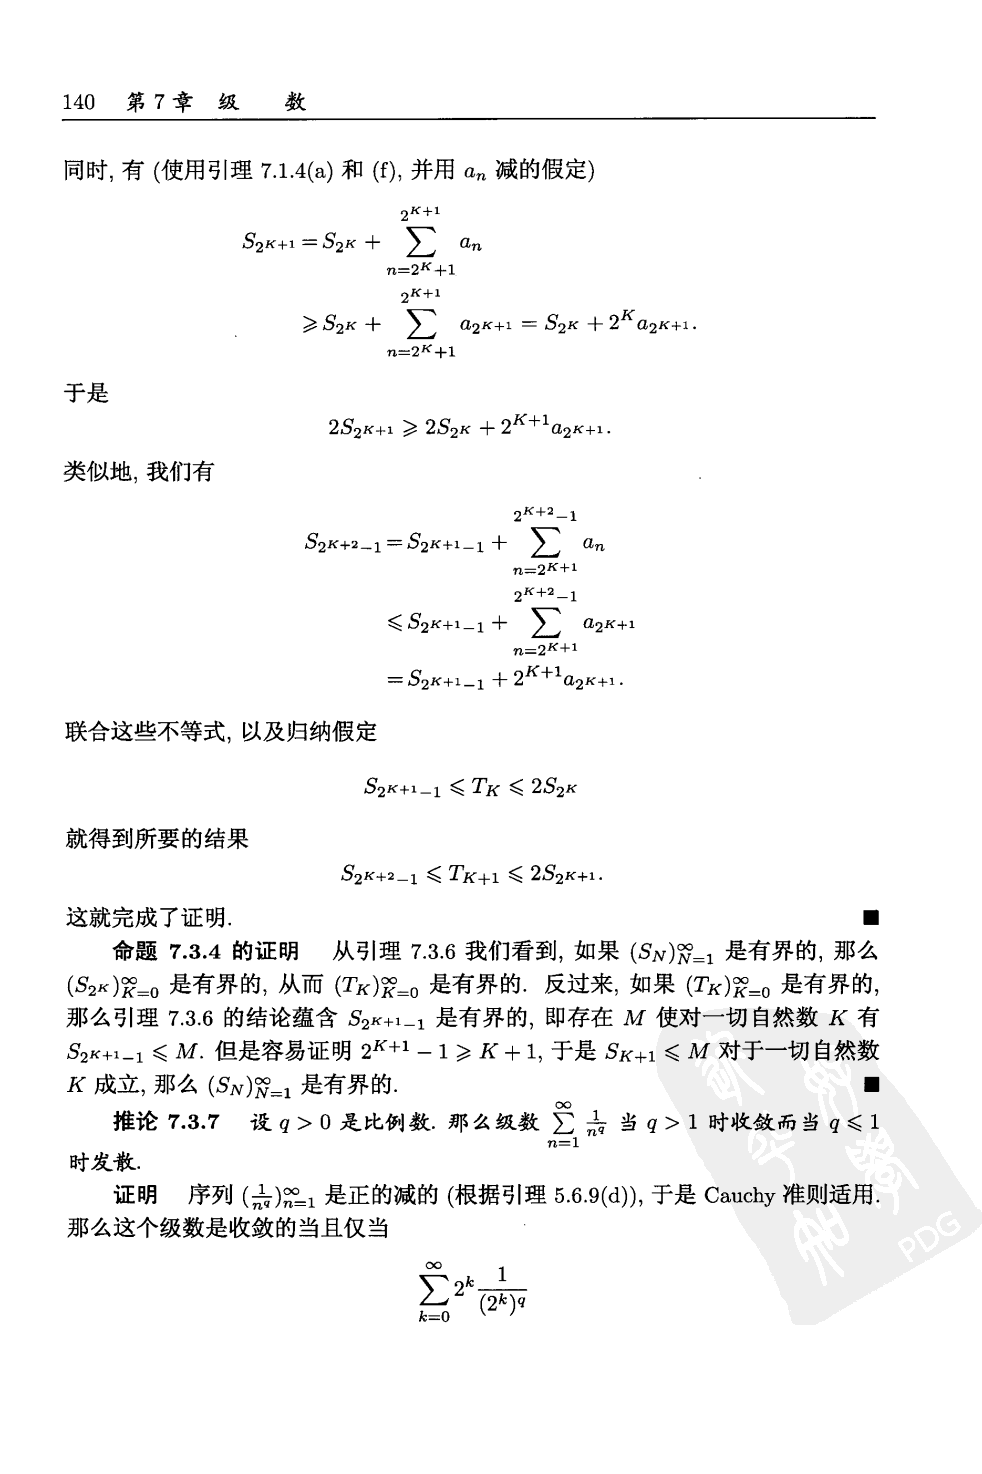 140 第 7 章 级 数
同时, 有 (使用引理 7.1.4(a) 和 (f), 并用 $a_n$ 减的假定)
$S_{2^{K+1}} = S_{2^K} + \sum_{n=2^K+1}^{2^{K+1}} a_n$
$\geqslant S_{2^K} + \sum_{n=2^K+1}^{2^{K+1}} a_{2^{K+1}} = S_{2^K} + 2^K a_{2^{K+1}}.$
于是
$2S_{2^{K+1}} \geqslant 2S_{2^K} + 2^{K+1} a_{2^{K+1}}.$
类似地, 我们有
$S_{2^{K+2}-1} = S_{2^{K+1}-1} + \sum_{n=2^{K+1}}^{2^{K+2}-1} a_n$
$\leqslant S_{2^{K+1}-1} + \sum_{n=2^{K+1}}^{2^{K+2}-1} a_{2^{K+1}}$
$= S_{2^{K+1}-1} + 2^{K+1} a_{2^{K+1}}.$
联合这些不等式, 以及归纳假定
$S_{2^{K+1}-1} \leqslant T_K \leqslant 2S_{2^K}$
就得到所要的结果
$S_{2^{K+2}-1} \leqslant T_{K+1} \leqslant 2S_{2^{K+1}}.$
这就完成了证明. ■
命题 7.3.4 的证明 从引理 7.3.6 我们看到, 如果 $(S_N)_{N=1}^{\infty}$ 是有界的, 那么
$(S_{2^K})_{K=0}^{\infty}$ 是有界的, 从而 $(T_K)_{K=0}^{\infty}$ 是有界的. 反过来, 如果 $(T_K)_{K=0}^{\infty}$ 是有界的,
那么引理 7.3.6 的结论蕴含 $S_{2^{K+1}-1}$ 是有界的, 即存在 $M$ 使对一切自然数 $K$ 有
$S_{2^{K+1}-1} \leqslant M$. 但是容易证明 $2^{K+1} - 1 \geqslant K + 1$, 于是 $S_{K+1} \leqslant M$ 对于一切自然数
$K$ 成立, 那么 $(S_N)_{N=1}^{\infty}$ 是有界的. ■
推论 7.3.7 设 $q > 0$ 是比例数. 那么级数 $\sum_{n=1}^{\infty} \frac{1}{n^q}$ 当 $q > 1$ 时收敛而当 $q \leqslant 1$
时发散.
证明 序列 $(\frac{1}{n^q})_{n=1}^{\infty}$ 是正的减的 (根据引理 5.6.9(d)), 于是 Cauchy 准则适用.
那么这个级数是收敛的当且仅当
$\sum_{k=0}^{\infty} 2^k \frac{1}{(2^k)^q}$
PDG